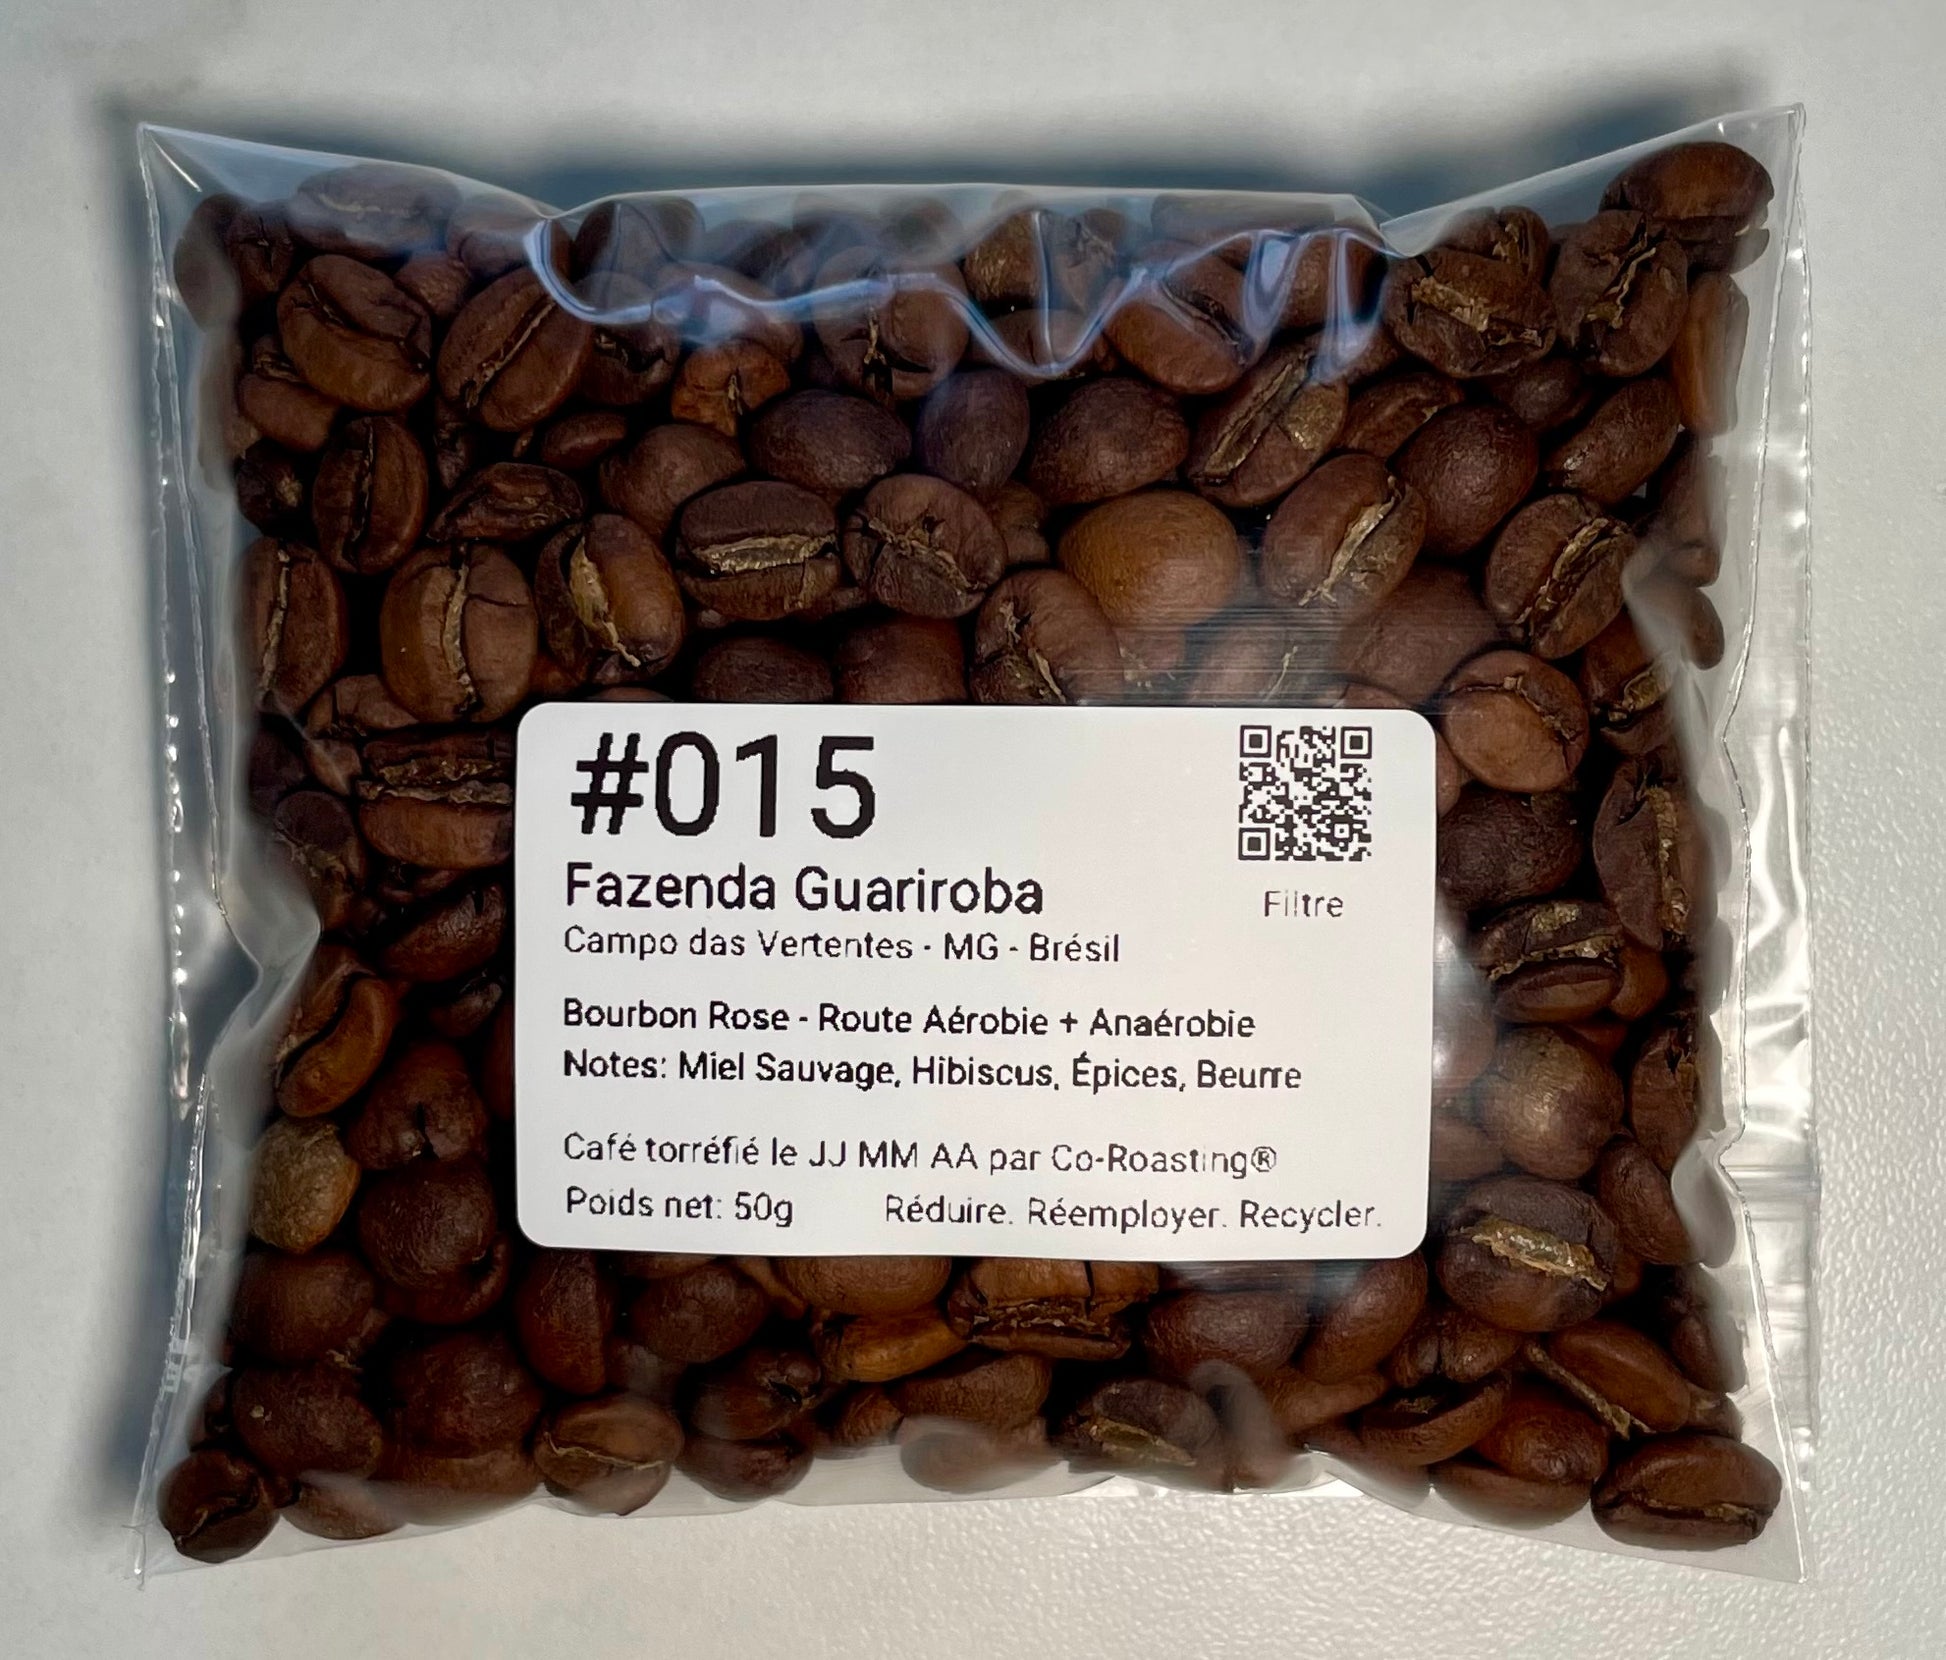 #015
Filtre
Fazenda Guariroba
Campo das Vertentes - MG - Brésil
Bourbon Rose - Route Aérobie + Anaérobie
Notes: Miel Sauvage, Hibiscus, Épices, Beurre
Café torréfié le JJ MM AA par Co-Roasting®
Poids net: 50g Réduire. Réemployer. Recycler.